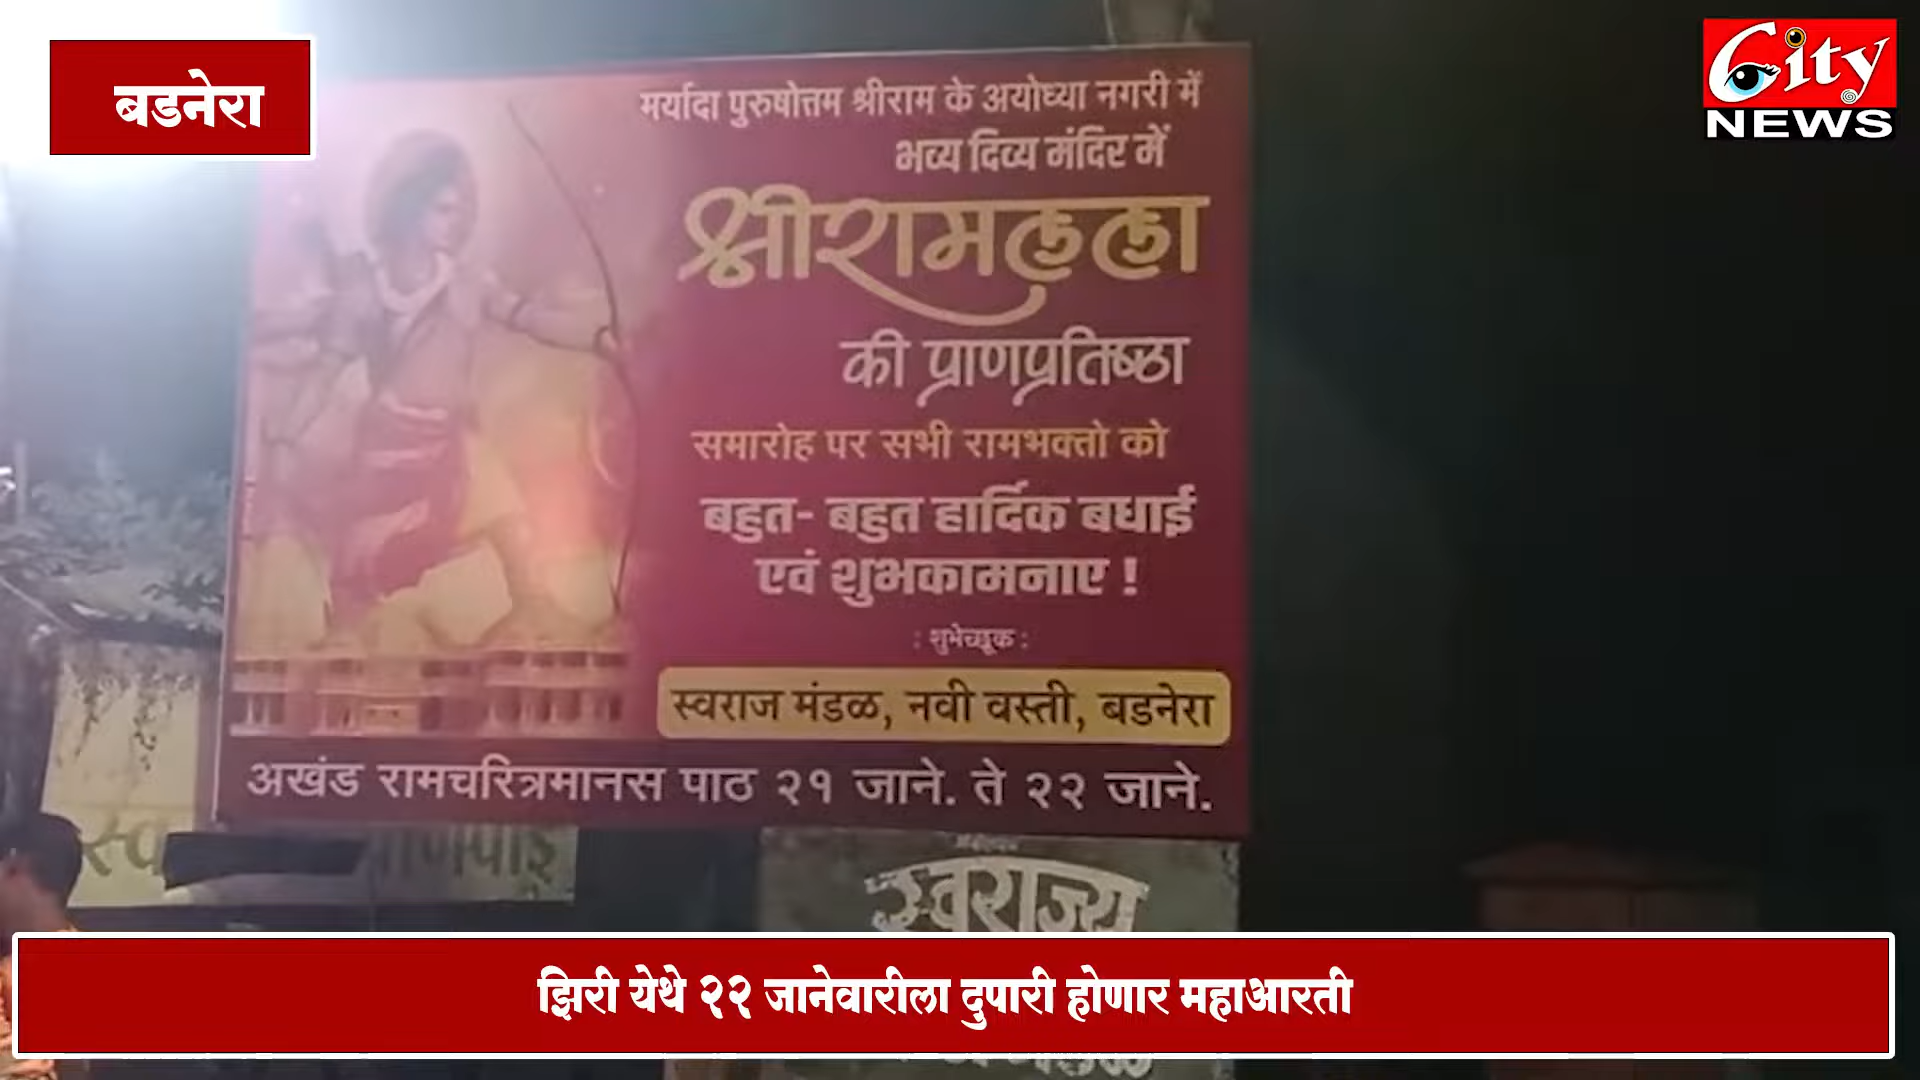 बडनेरा
City
NEWS
मर्यादा पुरुषोत्तम श्रीराम के अयोध्या नगरी में
भव्य दिव्य मंदिर में
श्रीरामलला
की प्राणप्रतिष्ठा
समारोह पर सभी रामभक्तो को
बहुत- बहुत हार्दिक बधाई
एवं शुभकामनाए !
: शुभेच्छूक :
स्वराज मंडळ, नवी वस्ती, बडनेरा
अखंड रामचरित्रमानस पाठ २१ जाने. ते २२ जाने.
स्वराज्य
झिरी येथे २२ जानेवारीला दुपारी होणार महाआरती